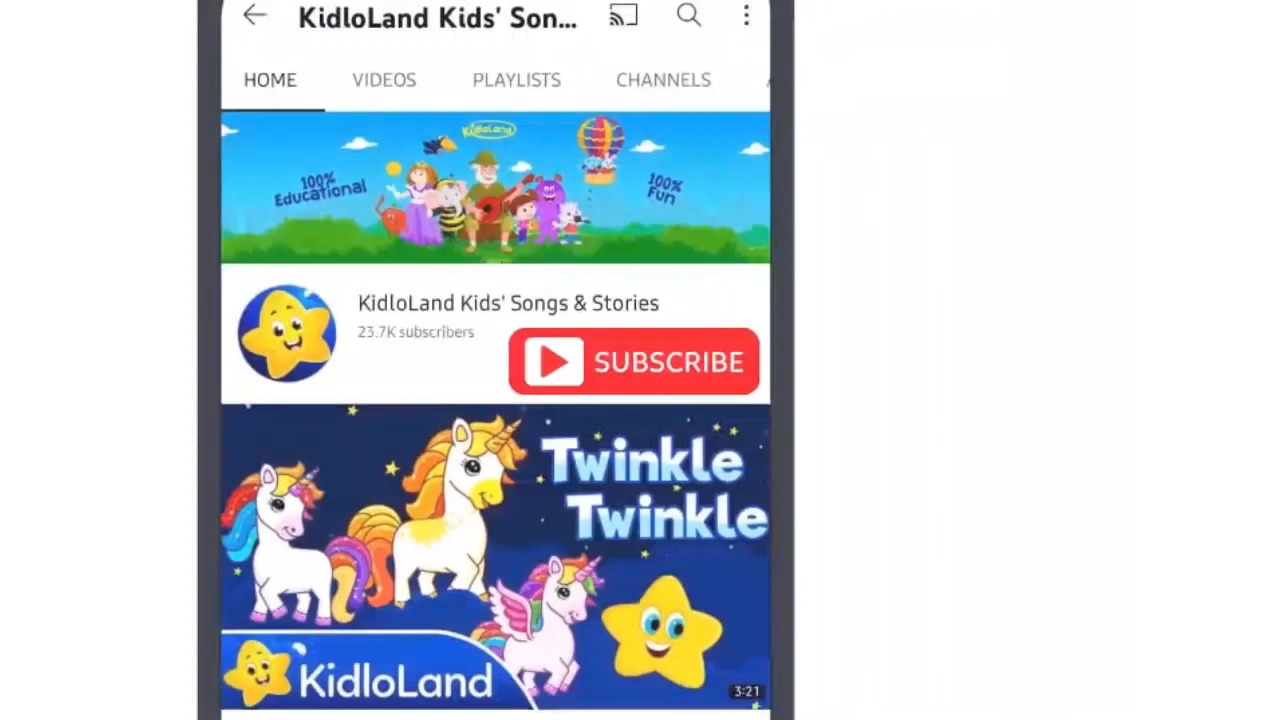 KidloLand Kids' Son...
HOME VIDEOS PLAYLISTS CHANNELS
KidloLand
100%
Educational
100%
Fun
KidloLand Kids' Songs & Stories
23.7K subscribers
SUBSCRIBE
Twinkle
Twinkle
KidloLand
3:21